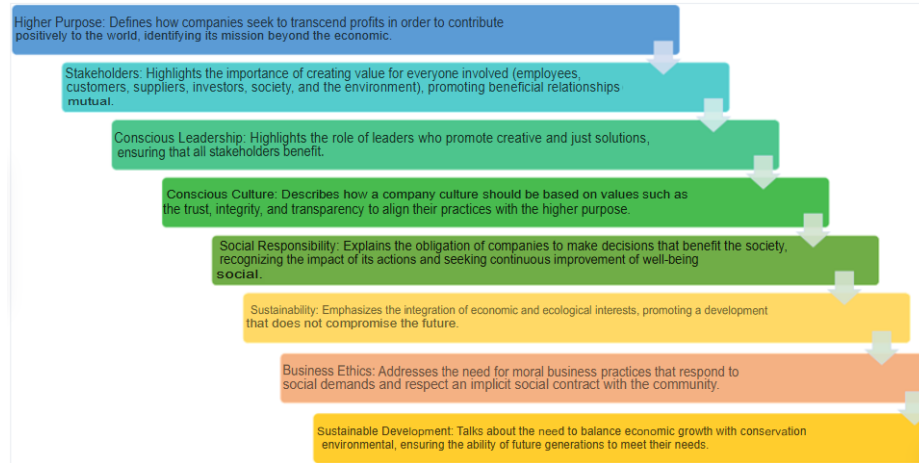 Higher Purpose: Defines how companies seek to transcend profits in order to contribute
positively to the world, identifying its mission beyond the economic.
Stakeholders: Highlights the importance of creating value for everyone involved (employees,
customers, suppliers, investors, society, and the environment), promoting beneficial relationships
mutual.
Conscious Leadership: Highlights the role of leaders who promote creative and just solutions,
ensuring that all stakeholders benefit.
Conscious Culture: Describes how a company culture should be based on values such as
the trust, integrity, and transparency to align their practices with the higher purpose.
Social Responsibility: Explains the obligation of companies to make decisions that benefit the society,
recognizing the impact of its actions and seeking continuous improvement of well-being
social.
Sustainability: Emphasizes the integration of economic and ecological interests, promoting a development
that does not compromise the future.
Business Ethics: Addresses the need for moral business practices that respond to
social demands and respect an implicit social contract with the community.
Sustainable Development: Talks about the need to balance economic growth with conservation
environmental, ensuring the ability of future generations to meet their needs.